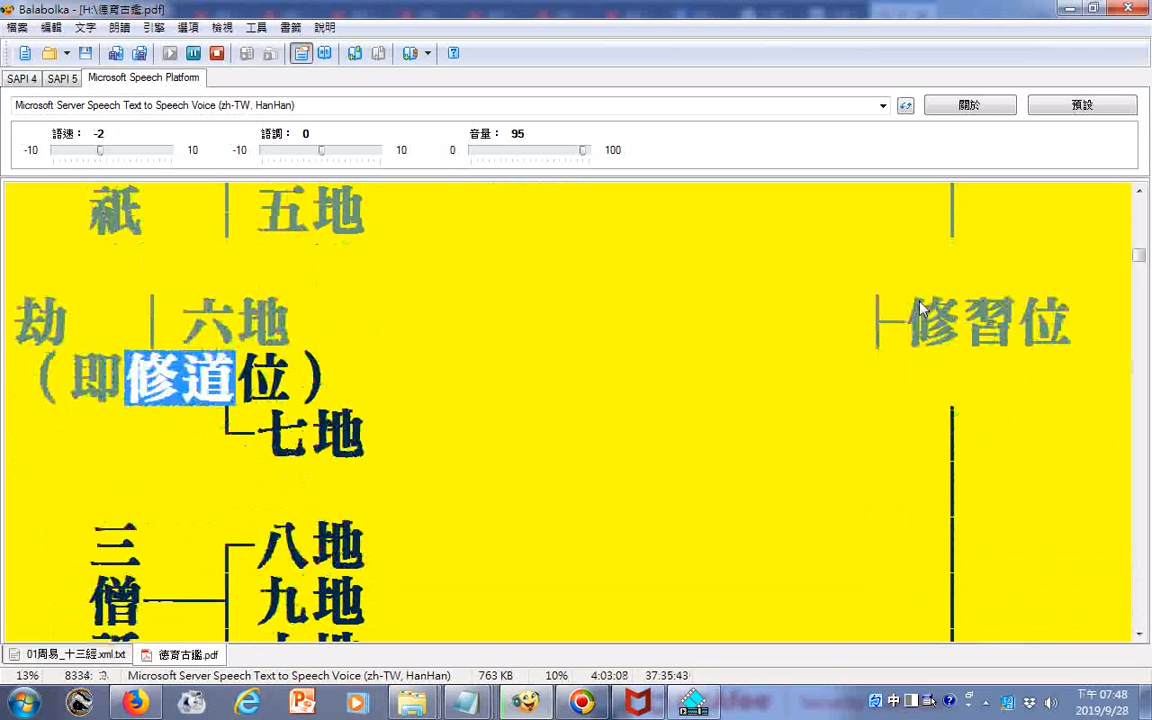 Balabolka - [H:\德育古鑑.pdf]
檔案 編輯 文字 朗讀 引擎 選項 檢視 工具 書籤 說明
SAPI 4 SAPI 5 Microsoft Speech Platform
Microsoft Server Speech Text to Speech Voice (zh-TW, HanHan) 關於 預設
語速： -2 語調： 0 音量： 95
-10 10 -10 10 0 100
祇 五地
劫 六地 修習位
（即修道位）
七地
三 八地
僧 九地
01周易_十三經.xml.txt 德育古鑑.pdf
13% Microsoft Server Speech Text to Speech Voice (zh-TW, HanHan) 763 KB 10% 4:03:08 37:35:43
中 下午 07:48
2019/9/28